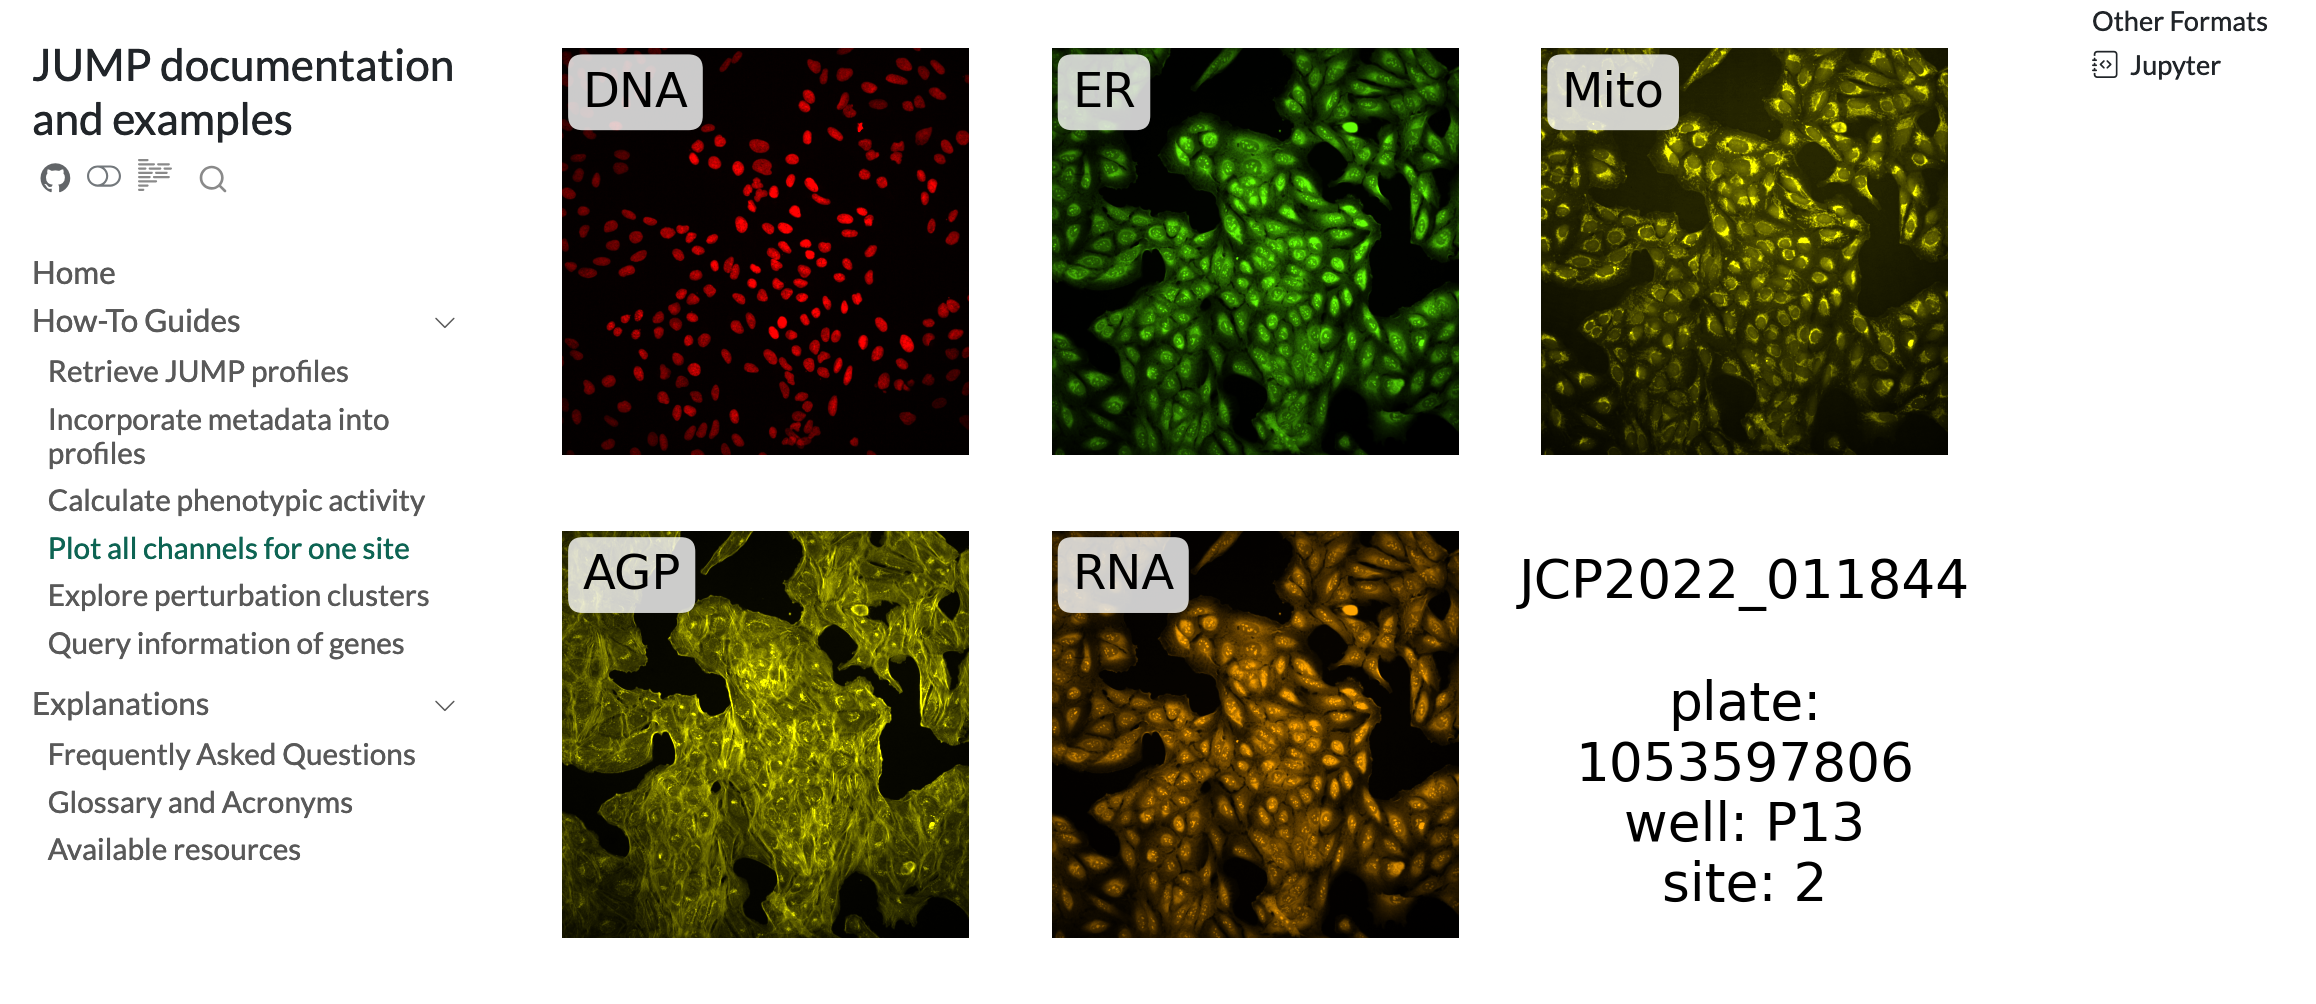 JUMP documentation
and examples
Home
How-To Guides
Retrieve JUMP profiles
Incorporate metadata into
profiles
Calculate phenotypic activity
Plot all channels for one site
Explore perturbation clusters
Query information of genes
Explanations
Frequently Asked Questions
Glossary and Acronyms
Available resources
DNA
ER
Mito
AGP
RNA
JCP2022_011844
plate:
1053597806
well: P13
site: 2
Other Formats
Jupyter